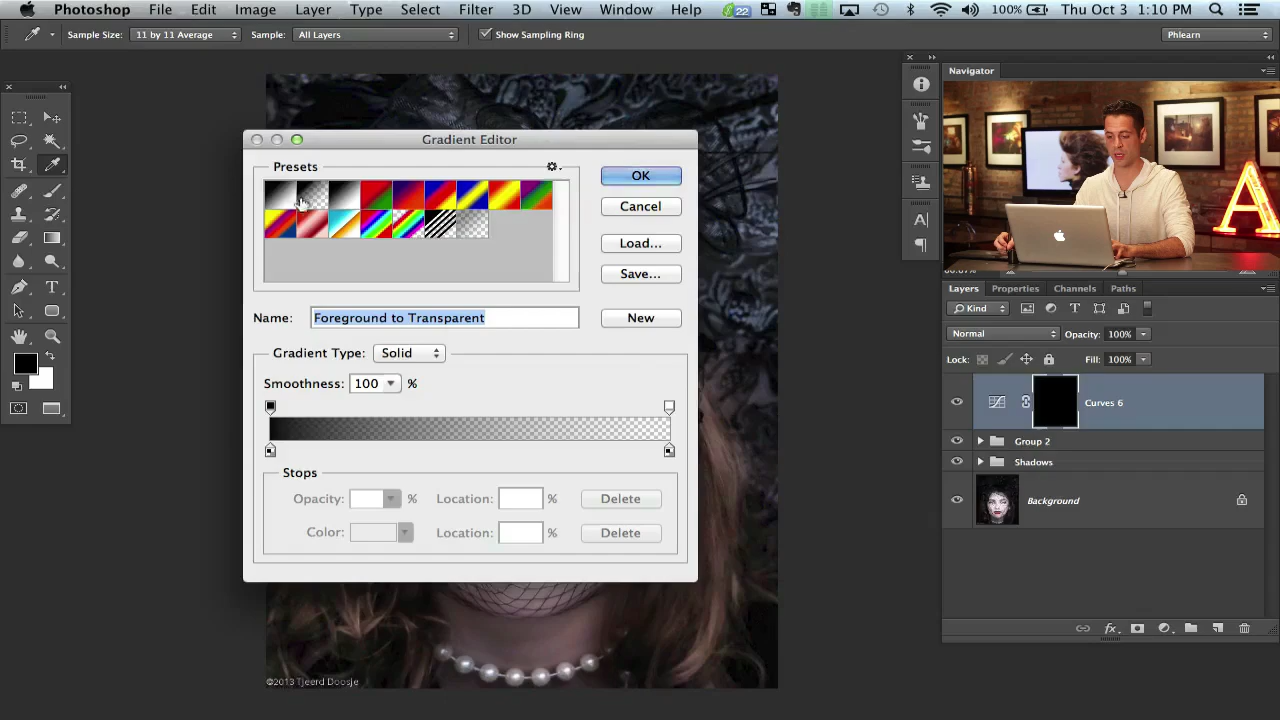 Photoshop File Edit Image Layer Type Select Filter 3D View Window Help 22 100% Thu Oct 3 1:10 PM
Sample Size: 11 by 11 Average Sample: All Layers Show Sampling Ring Phlearn
Navigator
Gradient Editor
Presets
OK
Cancel
Load...
Save...
Name: Foreground to Transparent New
Gradient Type: Solid
Smoothness: 100 %
Stops
Opacity: % Location: % Delete
Color: Location: % Delete
A
Layers Properties Channels Paths
Kind
Normal Opacity: 100%
Lock: Fill: 100%
Curves 6
Group 2
Shadows
Background
©2013 Tjeerd Doosje